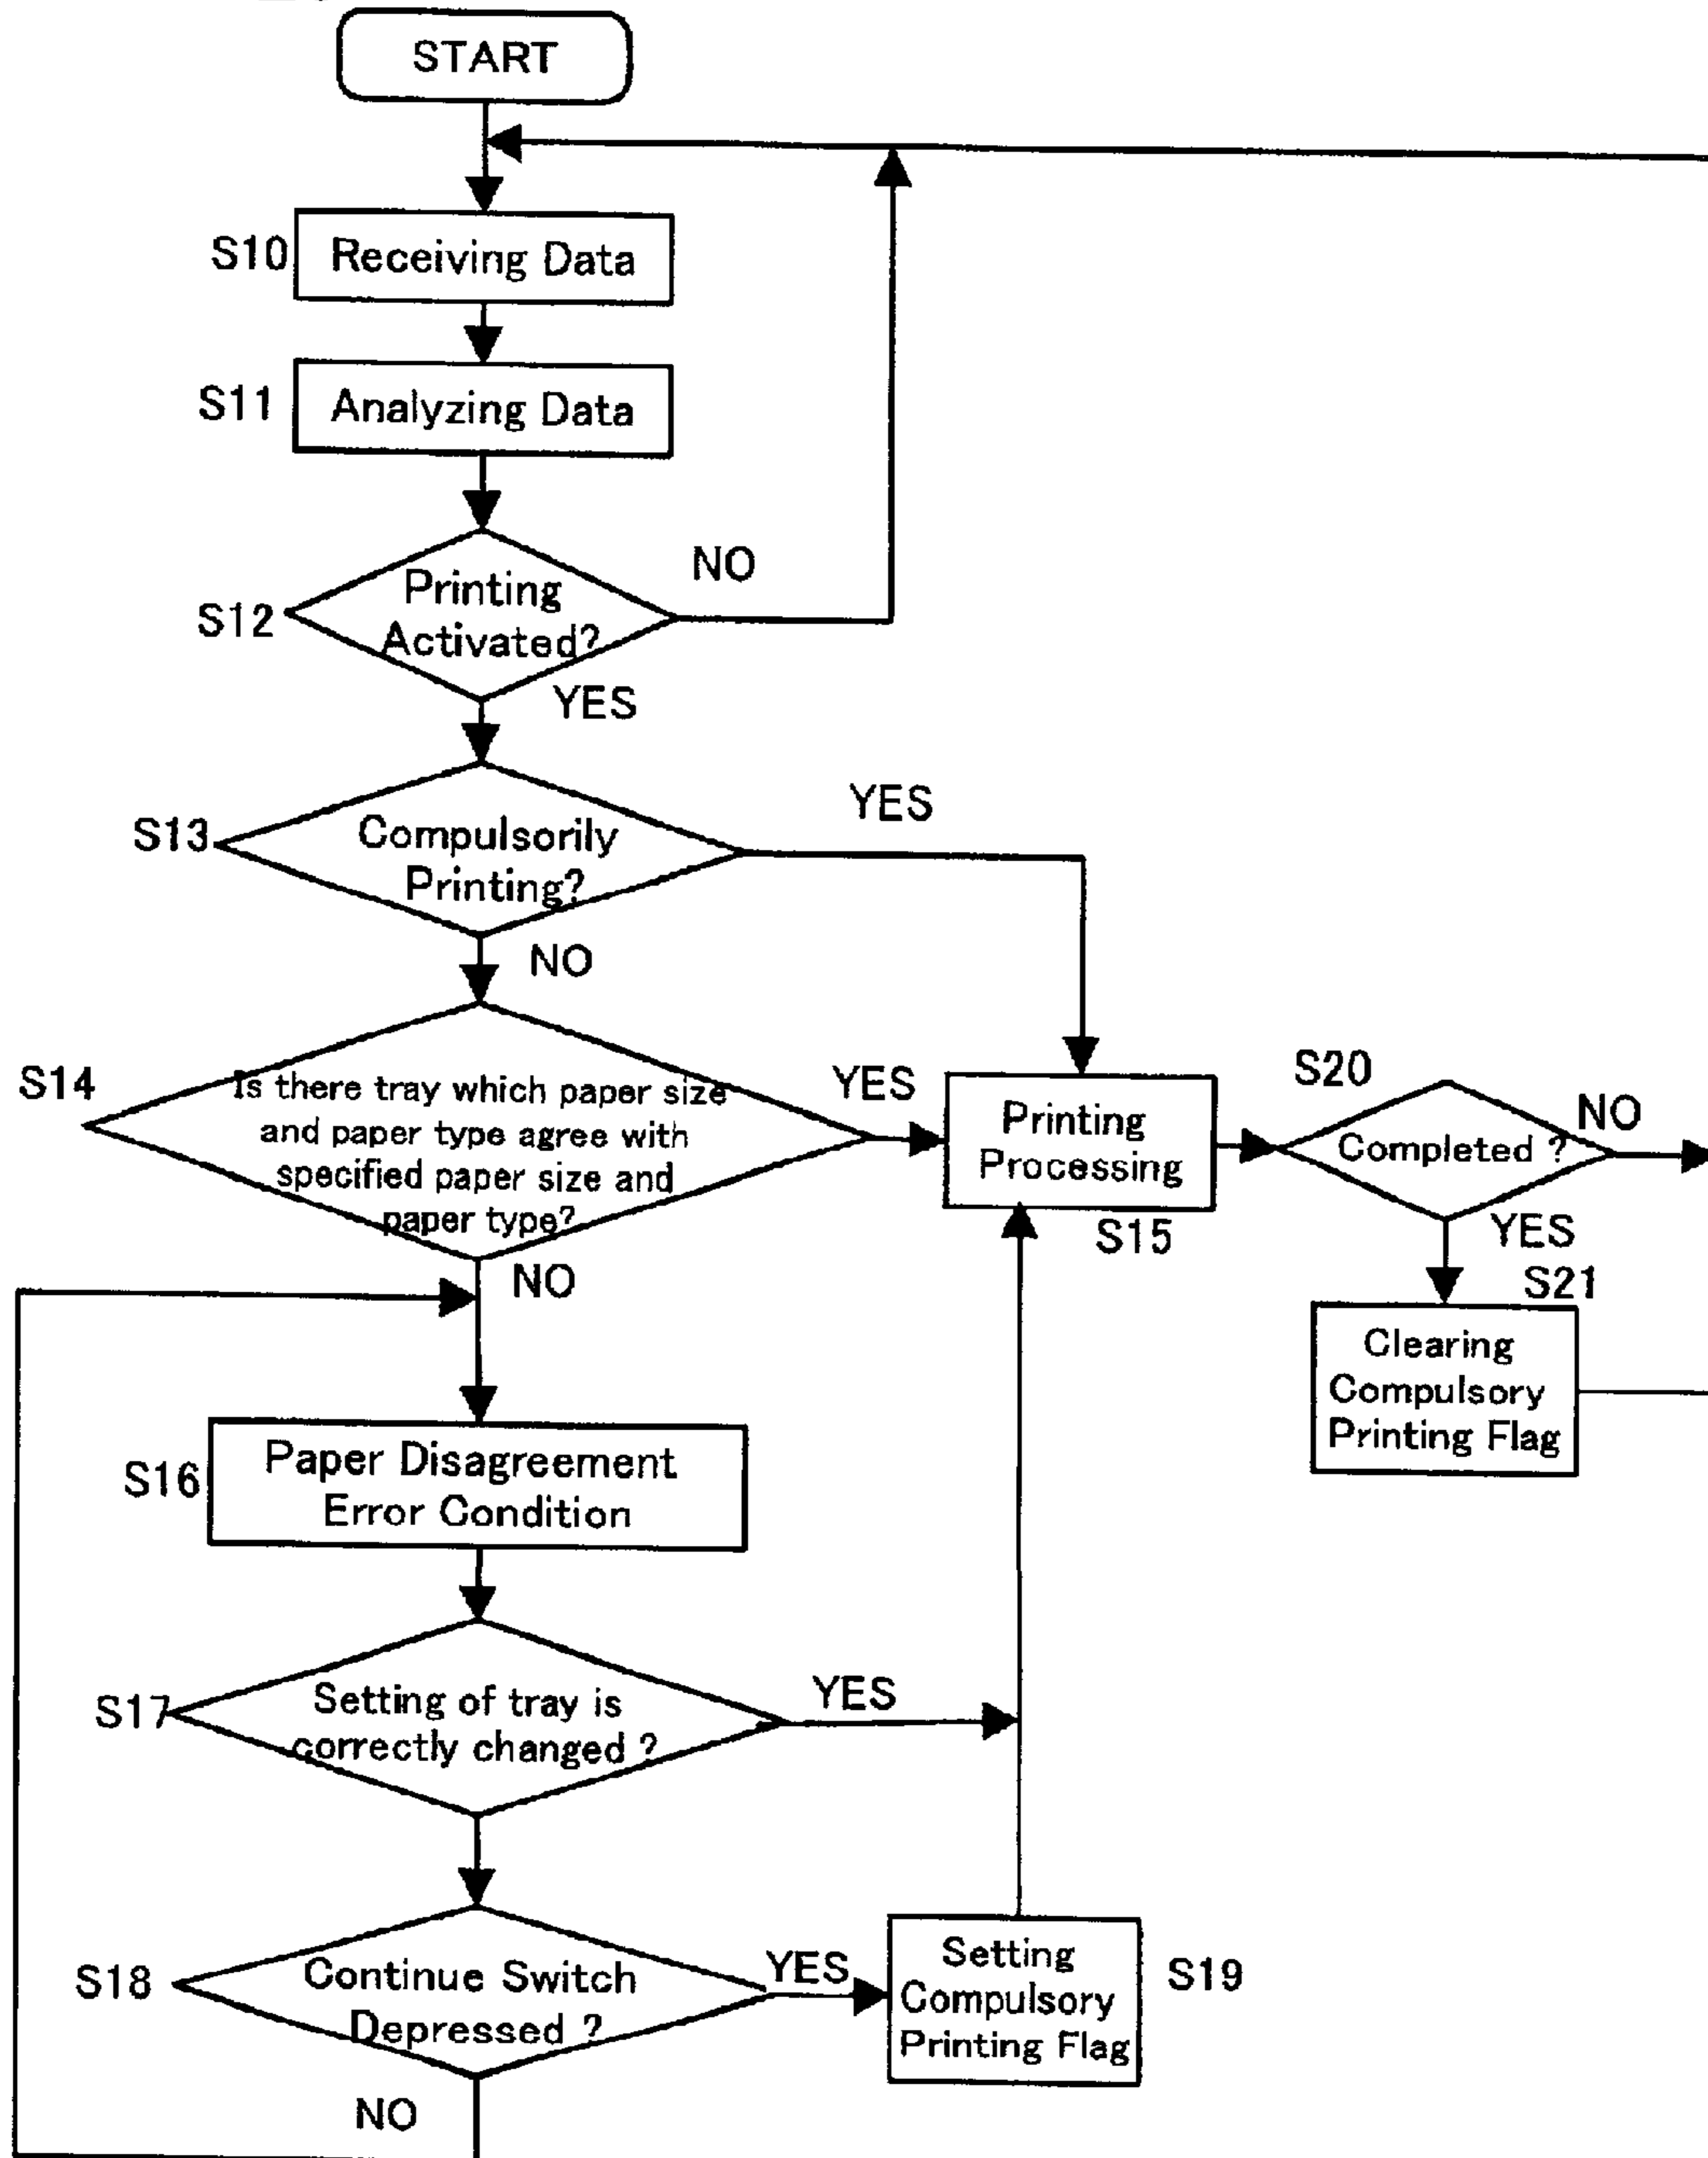 START
S10
Receiving Data
S11
Analyzing Data
S12
Printing
Activated?
NO
YES
S13
Compulsorily
Printing?
YES
NO
S14
Is there tray which paper size
and paper type agree with
specified paper size and
paper type?
YES
NO
Printing
Processing
S15
S20
Completed ?
NO
YES
S21
Clearing
Compulsory
Printing Flag
S16
Paper Disagreement
Error Condition
S17
Setting of tray is
correctly changed ?
YES
S18
Continue Switch
Depressed ?
YES
NO
Setting
Compulsory
Printing Flag
S19